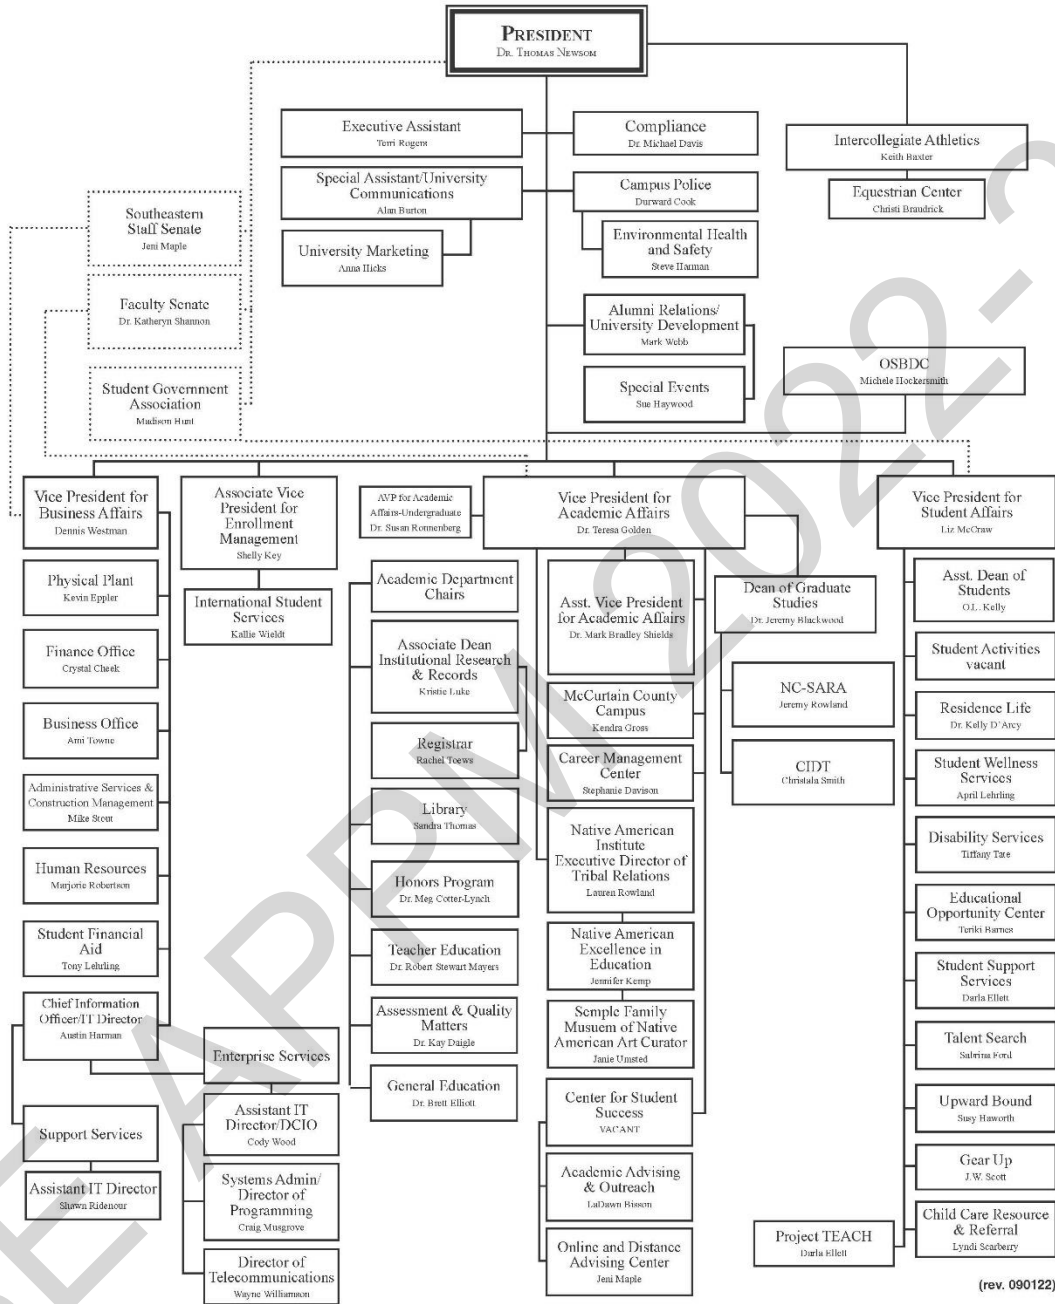 PRESIDENT
DR. THOMAS NEWSOM
Executive Assistant
Terri Rogers
Compliance
Dr. Michael Davis
Intercollegiate Athletics
Keith Baxter
Special Assistant/University
Communications
Alan Burton
Campus Police
Durward Cook
Equestrian Center
Christi Braudrick
Southeastern
Staff Senate
Jeni Maple
University Marketing
Anna Hicks
Environmental Health
and Safety
Steve Harman
Faculty Senate
Dr. Katheryn Shannon
Alumni Relations/
University Development
Mark Webb
OSBDC
Michele Hockersmith
Student Government
Association
Madison Hunt
Special Events
Sue Haywood
Vice President for
Business Affairs
Dennis Westman
Associate Vice
President for
Enrollment
Management
Shelly Key
AVP for Academic
Affairs-Undergraduate
Dr. Susan Ronnenberg
Vice President for
Academic Affairs
Dr. Teresa Golden
Vice President for
Student Affairs
Liz McCraw
Physical Plant
Kevin Eppler
International Student
Services
Kallie Wieldt
Academic Department
Chairs
Asst. Vice President
for Academic Affairs
Dr. Mark Bradley Shields
Dean of Graduate
Studies
Dr. Jeremy Blackwood
Asst. Dean of
Students
O.L. Kelly
Finance Office
Crystal Cheek
Associate Dean
Institutional Research
& Records
Kristie Luke
McCurtain County
Campus
Kendra Gross
NC-SARA
Jeremy Rowland
Student Activities
vacant
Business Office
Ami Towne
Registrar
Rachel Toews
Career Management
Center
Stephanie Davison
CIDT
Christala Smith
Residence Life
Dr. Kelly D`Arcy
Administrative Services &
Construction Management
Mike Stout
Library
Sandra Thomas
Native American
Institute
Executive Director of
Tribal Relations
Lauren Rowland
Student Wellness
Services
April Lehrling
Human Resources
Marjorie Robertson
Honors Program
Dr. Meg Cotter-Lynch
Disability Services
Tiffany Tate
Student Financial
Aid
Tony Lehrling
Teacher Education
Dr. Robert Stewart Mayers
Native American
Excellence in
Education
Jennifer Kemp
Educational
Opportunity Center
Teriki Barnes
Chief Information
Officer/IT Director
Austin Harman
Assessment & Quality
Matters
Dr. Kay Daigle
Semple Family
Musuem of Native
American Art Curator
Janie Umsted
Student Support
Services
Darla Ellett
Enterprise Services
General Education
Dr. Brett Elliott
Talent Search
Sabrina Ford
Support Services
Assistant IT
Director/DCIO
Cody Wood
Center for Student
Success
VACANT
Upward Bound
Susy Haworth
Assistant IT Director
Shawn Ridenour
Systems Admin/
Director of
Programming
Craig Musgrove
Academic Advising
& Outreach
LaDawn Bisson
Gear Up
J.W. Scott
Director of
Telecommunications
Wayne Williamson
Online and Distance
Advising Center
Jeni Maple
Project TEACH
Darla Ellett
Child Care Resource
& Referral
Lyndi Scarberry
(rev. 090122)
APPM 2022-2